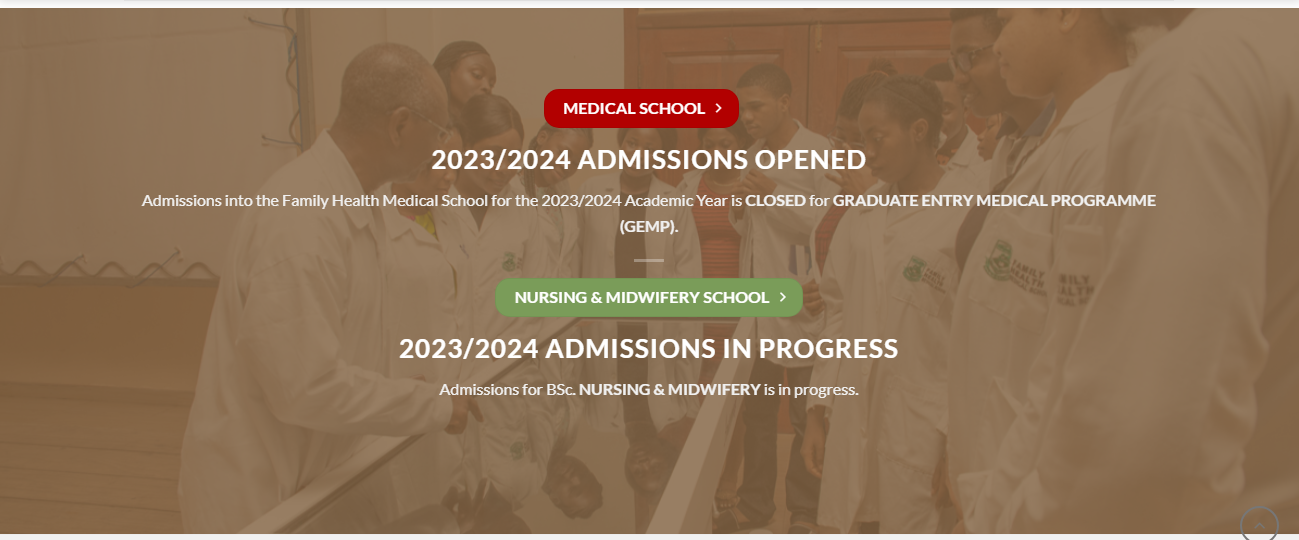 MEDICAL SCHOOL
2023/2024 ADMISSIONS OPENED
Admissions into the Family Health Medical School for the 2023/2024 Academic Year is CLOSED for GRADUATE ENTRY MEDICAL PROGRAMME
(GEMP).
NURSING & MIDWIFERY SCHOOL
2023/2024 ADMISSIONS IN PROGRESS
Admissions for BSc. NURSING & MIDWIFERY is in progress.
FAMILY
HEALTH